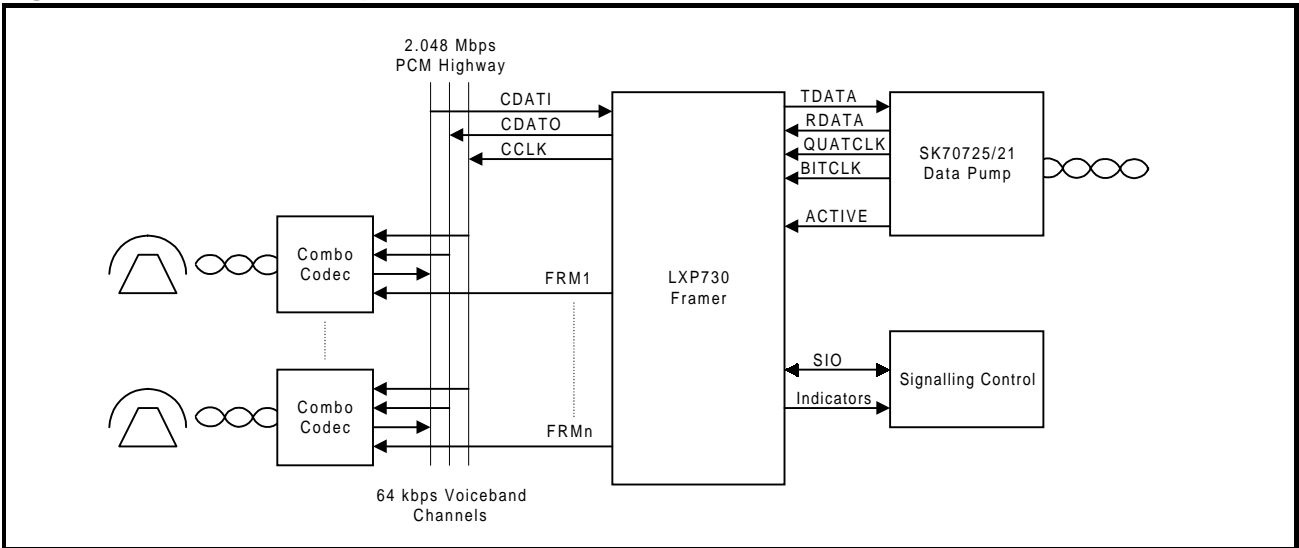 2.048 Mbps
PCM Highway
CDATI
CDATO
CCLK
TDATA
RDATA
QUATCLK
BITCLK
ACTIVE
SK70725/21
Data Pump
Combo
Codec
FRM1
LXP730
Framer
SIO
Indicators
Signalling Control
Combo
Codec
FRMn
64 kbps Voiceband
Channels